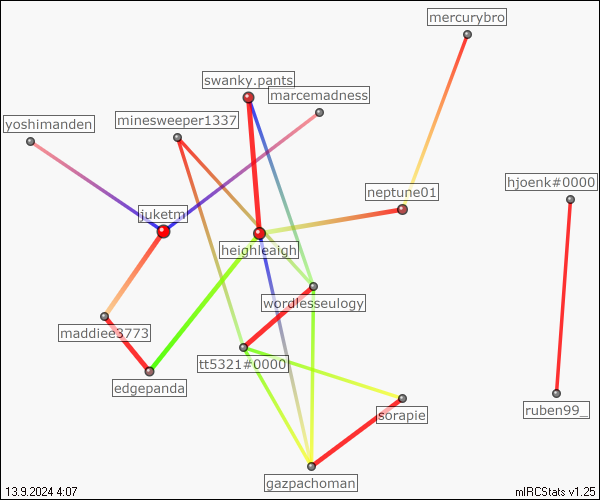 mercurybro
swanky.pants
marcemadness
minesweeper1337
yoshimanden
hjoenk#0000
neptune01
juketm
heighleaigh
wordlesseulogy
maddiee3773
tt5321#0000
edgepanda
sorapie
ruben99_
gazpachoman
13.9.2024 4:07
mIRCStats v1.25